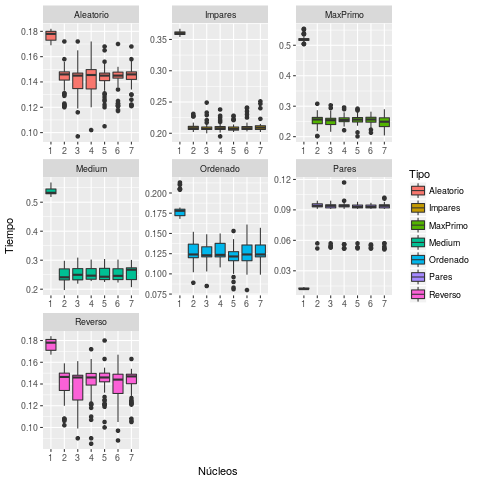 Aleatorio
Impares
MaxPrimo
0.18
0.16
0.14
0.12
0.10
0.35
0.30
0.25
0.20
0.5
0.4
0.3
0.2
1 2 3 4 5 6 7
1 2 3 4 5 6 7
1 2 3 4 5 6 7
Medium
Ordenado
Pares
0.5
0.4
0.3
0.2
0.200
0.175
0.150
0.125
0.100
0.075
0.12
0.09
0.06
0.03
1 2 3 4 5 6 7
1 2 3 4 5 6 7
1 2 3 4 5 6 7
Reverso
0.18
0.16
0.14
0.12
0.10
1 2 3 4 5 6 7
Tiempo
Núcleos
Tipo
Aleatorio
Impares
MaxPrimo
Medium
Ordenado
Pares
Reverso